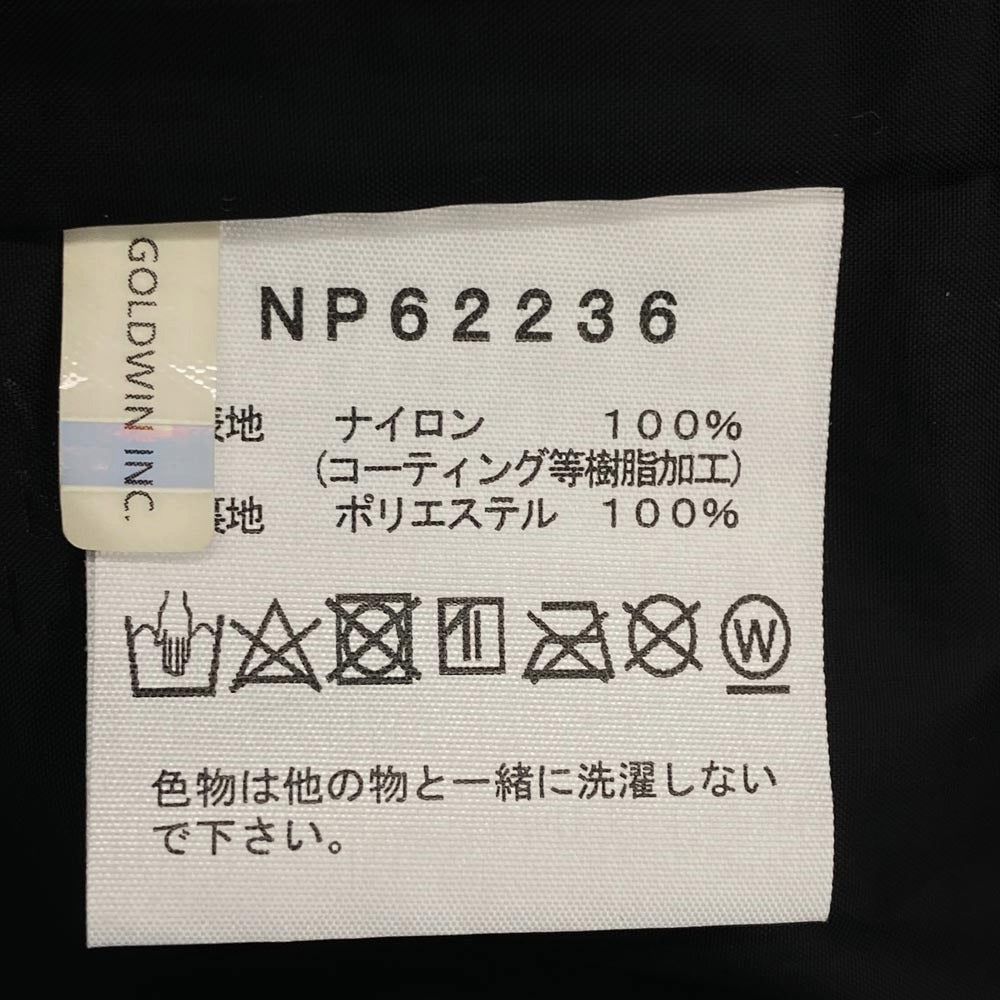 GOLDWIN INC.
NP62236
表地 ナイロン 100%
(コーティング等樹脂加工)
裏地 ポリエステル 100%
W
色物は他の物と一緒に洗濯しない
で下さい。